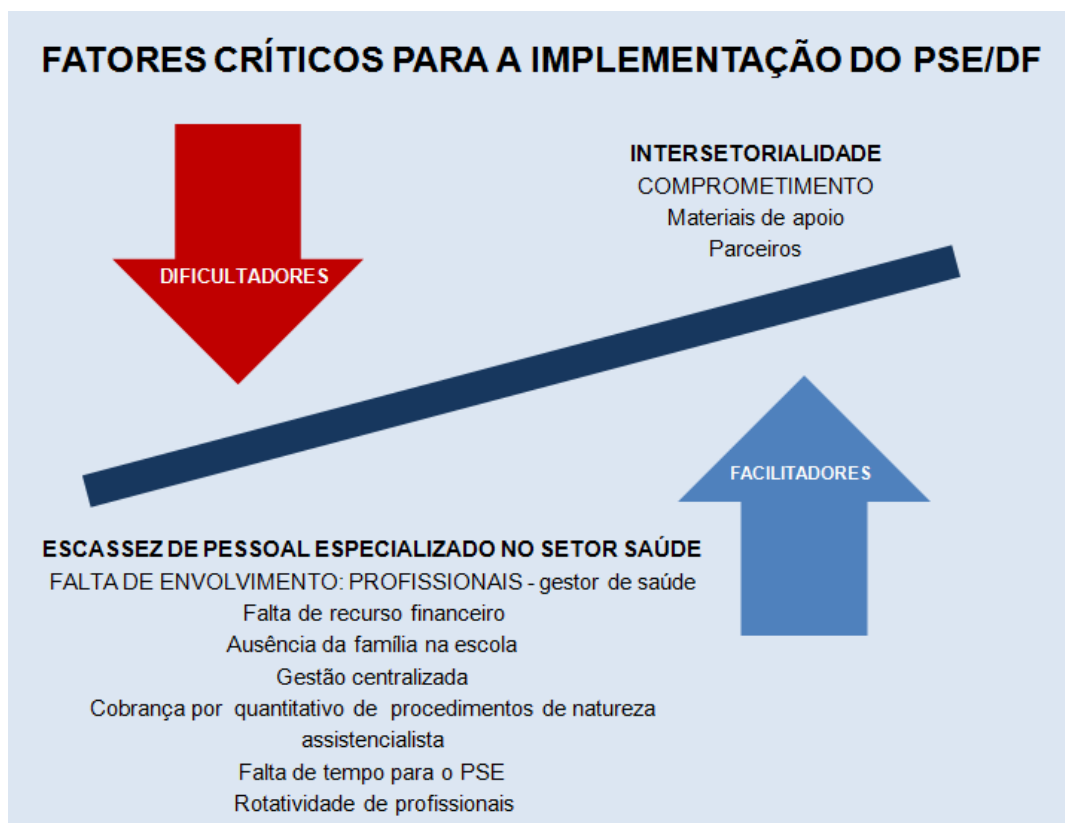 FATORES CRÍTICOS PARA A IMPLEMENTAÇÃO DO PSE/DF
DIFICULTADORES
INTERSETORIALIDADE
COMPROMETIMENTO
Materiais de apoio
Parceiros
FACILITADORES
ESCASSEZ DE PESSOAL ESPECIALIZADO NO SETOR SAÚDE
FALTA DE ENVOLVIMENTO: PROFISSIONAIS - gestor de saúde
Falta de recurso financeiro
Ausência da família na escola
Gestão centralizada
Cobrança por quantitativo de procedimentos de natureza
assistencialista
Falta de tempo para o PSE
Rotatividade de profissionais